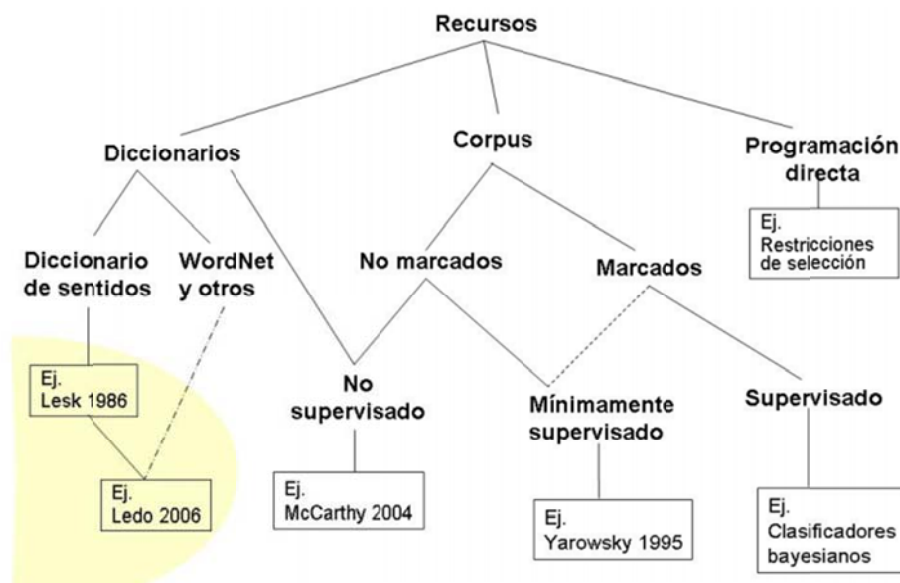 Recursos
Diccionarios
Corpus
Programación
directa
Ej.
Restricciones
de selección
Diccionario
de sentidos
WordNet
y otros
No marcados
Marcados
Ej.
Lesk 1986
No
supervisado
Mínimamente
supervisado
Supervisado
Ej.
Ledo 2006
Ej.
McCarthy 2004
Ej.
Yarowsky 1995
Ej.
Clasificadores
bayesianos